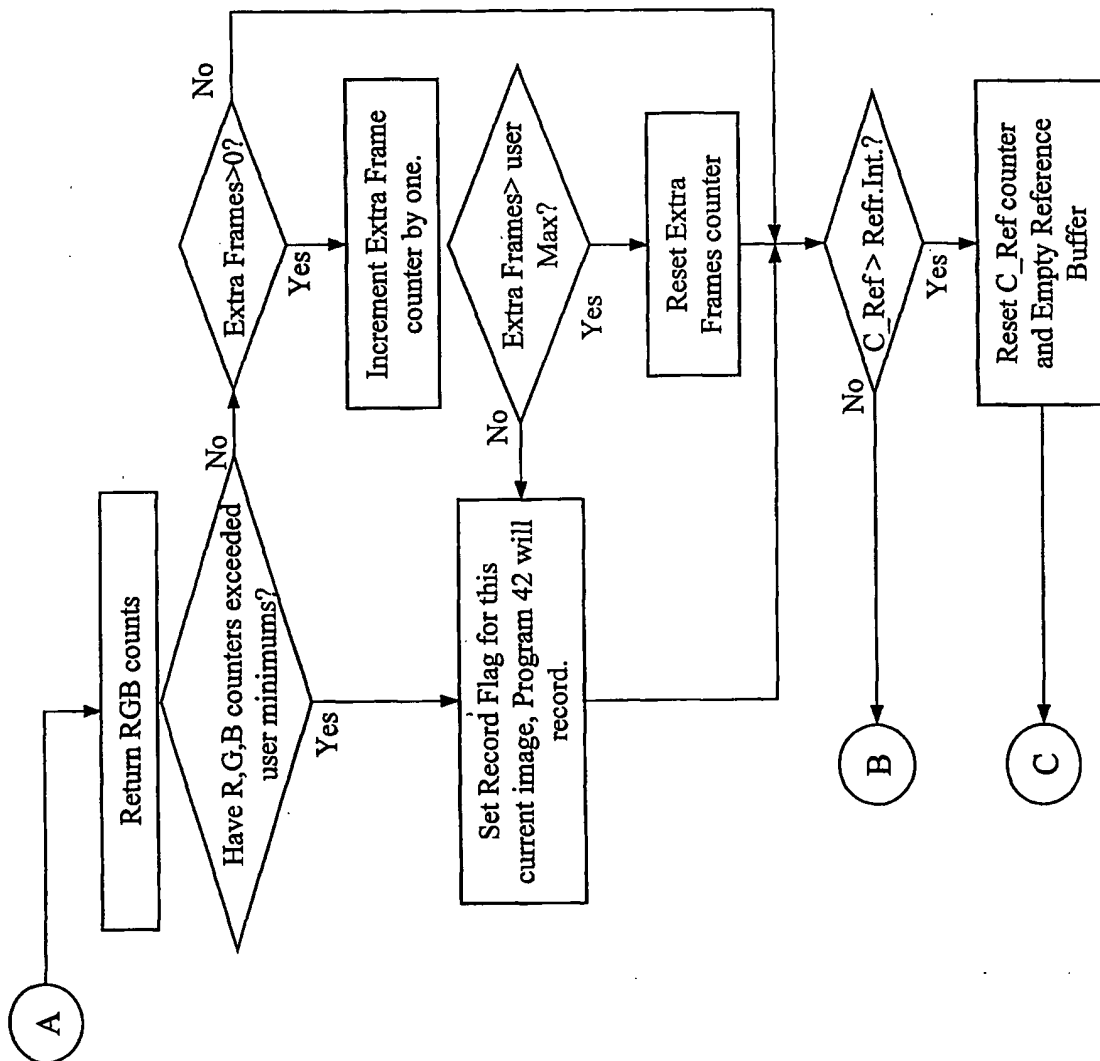 A
Return RGB counts
Have R,G,B counters exceeded
user minimums?
No
Yes
Extra Frames>0?
No
Yes
Increment Extra Frame
counter by one.
Extra Frames> user
Max?
No
Yes
Set Record Flag for this
current image, Program 42 will
record.
Reset Extra
Frames counter
C_Ref > Refr.Int.?
No
Yes
B
Reset C_Ref counter
and Empty Reference
Buffer
C